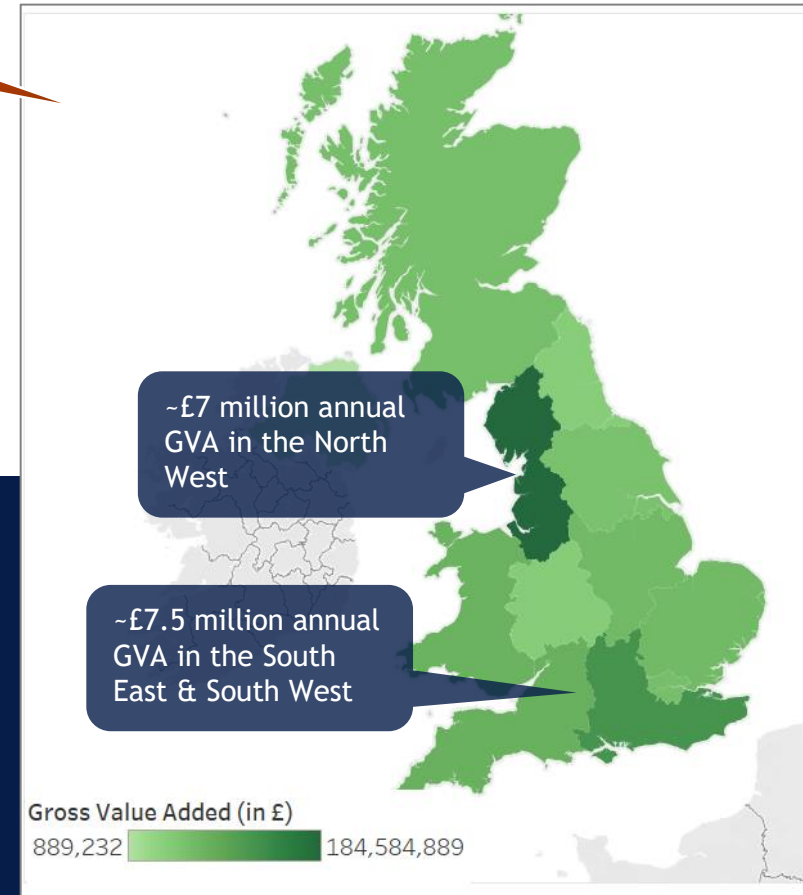 ~£7 million annual
GVA in the North
West
~£7.5 million annual
GVA in the South
East & South West
Gross Value Added (in £)
889,232 184,584,889